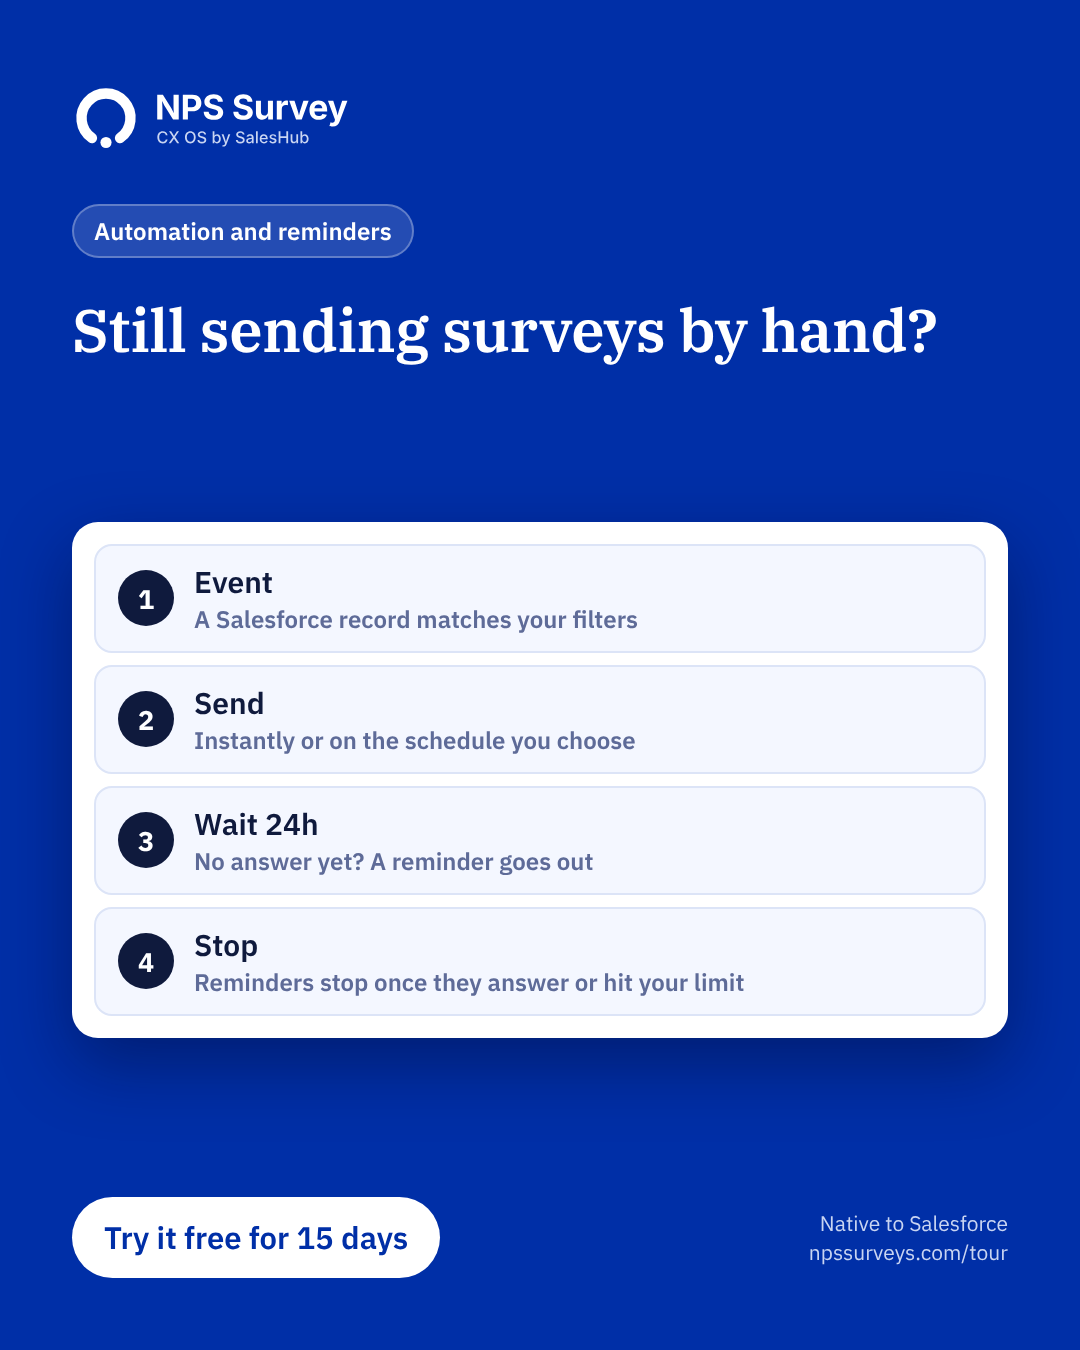 NPS Survey
CX OS by SalesHub
Automation and reminders
Still sending surveys by hand?
1
Event
A Salesforce record matches your filters
2
Send
Instantly or on the schedule you choose
3
Wait 24h
No answer yet? A reminder goes out
4
Stop
Reminders stop once they answer or hit your limit
Try it free for 15 days
Native to Salesforce
npssurveys.com/tour